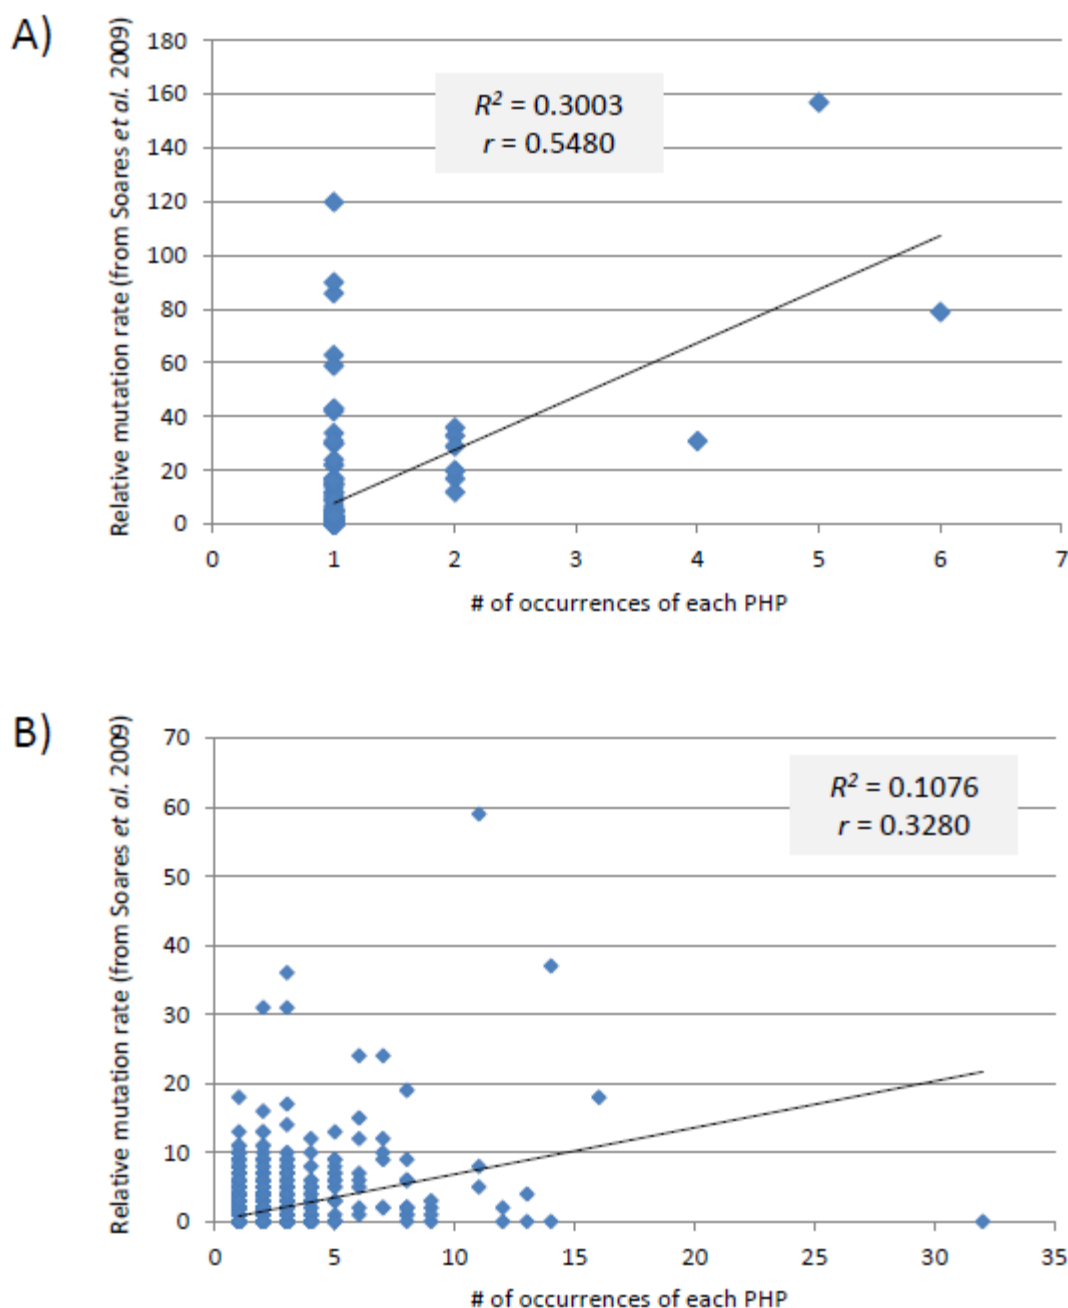 A)
Relative mutation rate (from Soares et al. 2009)
180
160
140
120
100
80
60
40
20
0
R² = 0.3003
r = 0.5480
0 1 2 3 4 5 6 7
# of occurrences of each PHP
B)
Relative mutation rate (from Soares et al. 2009)
70
60
50
40
30
20
10
0
R² = 0.1076
r = 0.3280
0 5 10 15 20 25 30 35
# of occurrences of each PHP